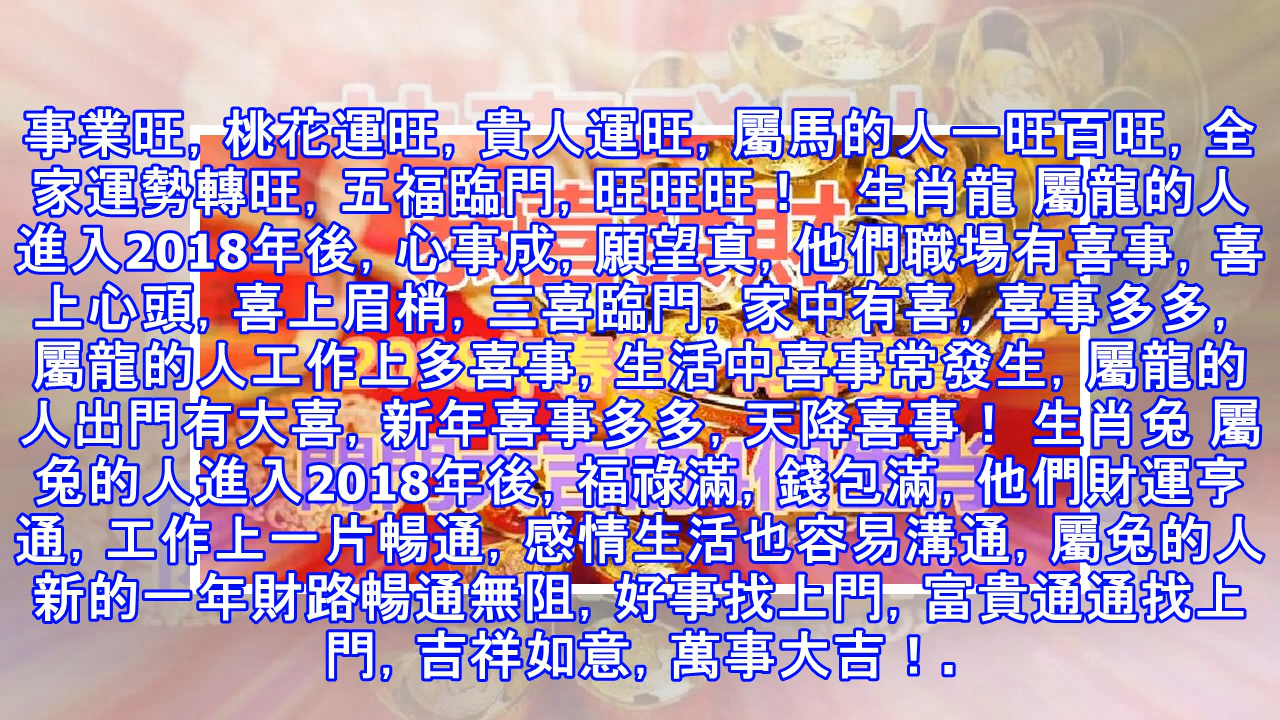 事業旺, 桃花運旺, 貴人運旺, 屬馬的人一旺百旺, 全
家運勢轉旺, 五福臨門, 旺旺旺！ 生肖龍 屬龍的人
進入2018年後, 心事成, 願望真, 他們職場有喜事, 喜
上心頭, 喜上眉梢, 三喜臨門, 家中有喜, 喜事多多,
屬龍的人工作上多喜事, 生活中喜事常發生, 屬龍的
人出門有大喜, 新年喜事多多, 天降喜事！ 生肖兔 屬
兔的人進入2018年後, 福祿滿, 錢包滿, 他們財運亨
通, 工作上一片暢通, 感情生活也容易溝通, 屬兔的人
新的一年財路暢通無阻, 好事找上門, 富貴通通找上
門, 吉祥如意, 萬事大吉！.